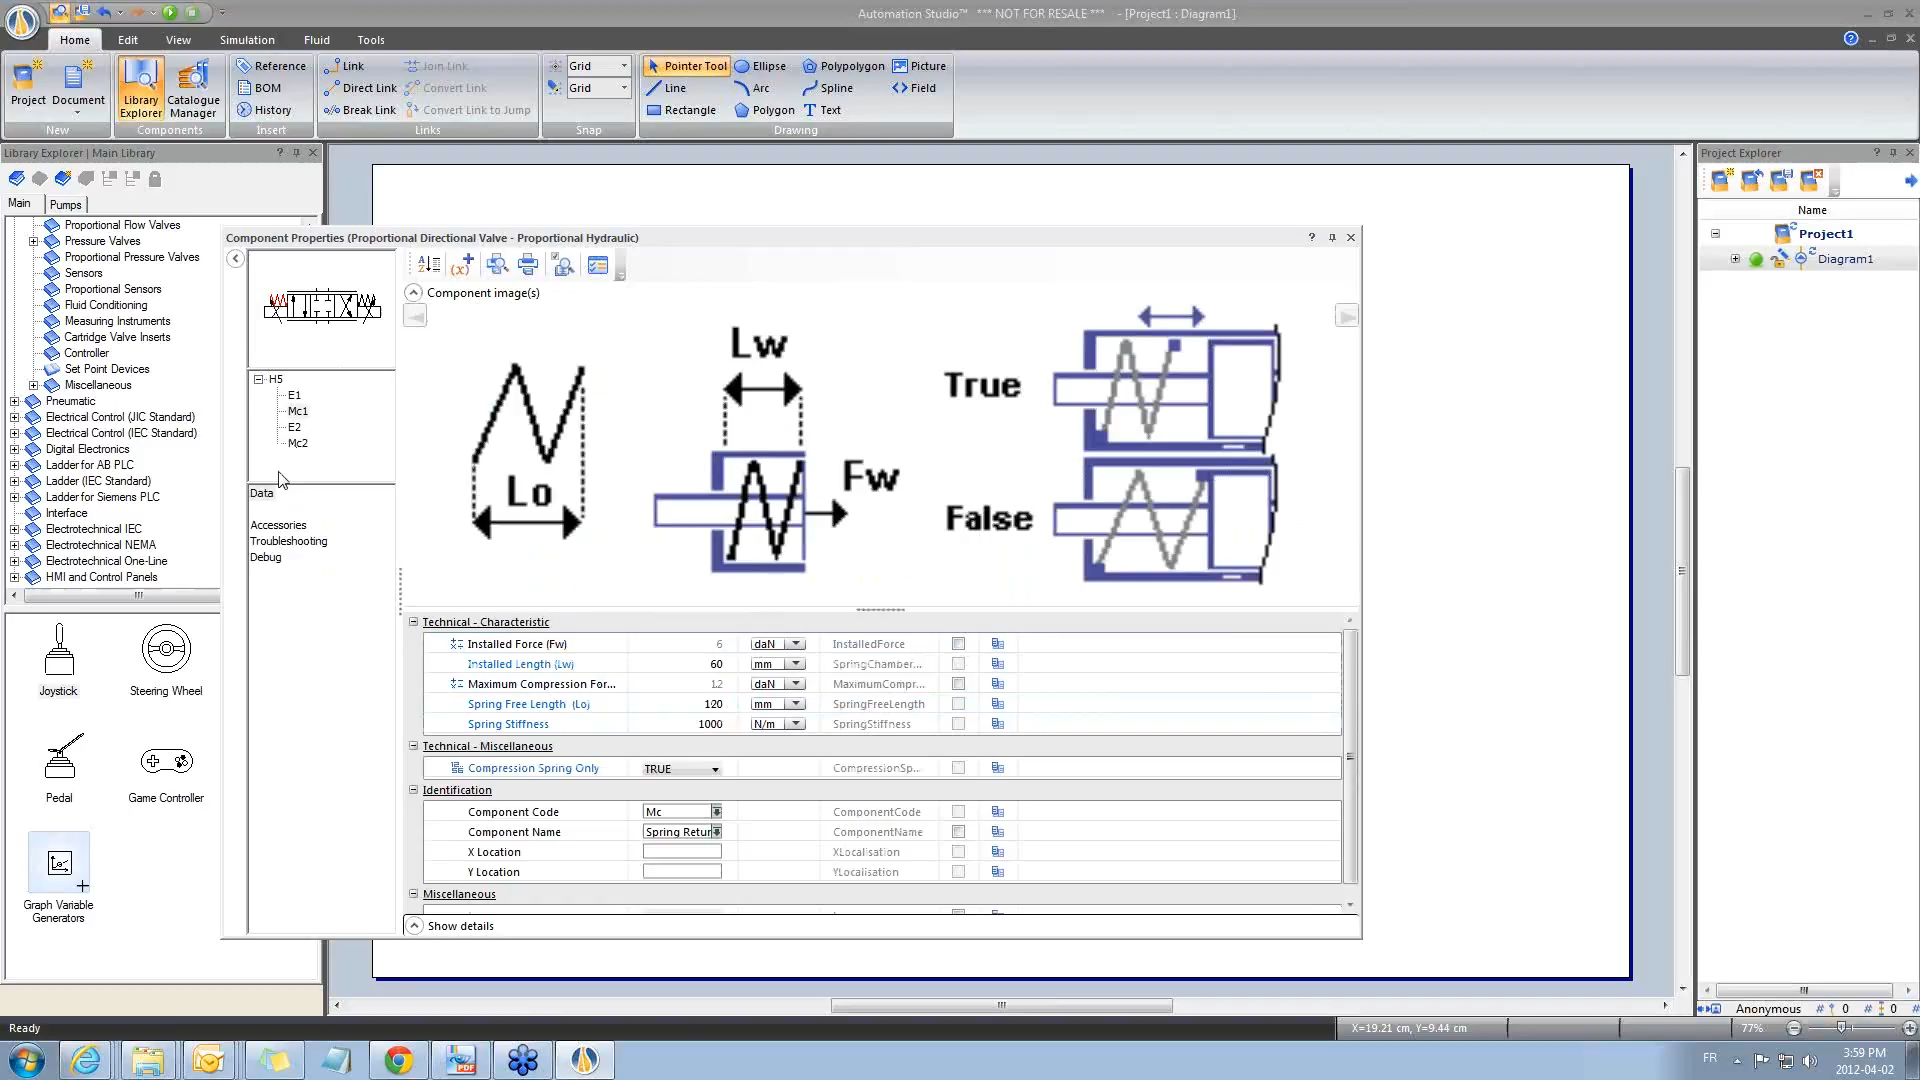 Automation Studio™ *** NOT FOR RESALE *** - [Project1 : Diagram1]
Home Edit View Simulation Fluid Tools
Project Document
New
Library Explorer Catalogue Manager
Components
Reference
BOM
History
Insert
Link Join Link
Direct Link Convert Link
Break Link Convert Link to Jump
Links
Grid
Grid
Snap
Pointer Tool Ellipse Polypolygon Picture
Line Arc Spline Field
Rectangle Polygon Text
Drawing
Library Explorer | Main Library
Main Pumps
Proportional Flow Valves
Pressure Valves
Proportional Pressure Valves
Sensors
Proportional Sensors
Fluid Conditioning
Measuring Instruments
Cartridge Valve Inserts
Controller
Set Point Devices
Miscellaneous
Pneumatic
Electrical Control (JIC Standard)
Electrical Control (IEC Standard)
Digital Electronics
Ladder for AB PLC
Ladder (IEC Standard)
Ladder for Siemens PLC
Interface
Electrotechnical IEC
Electrotechnical NEMA
Electrotechnical One-Line
HMI and Control Panels
Joystick Steering Wheel
Pedal Game Controller
Graph Variable Generators
Component Properties (Proportional Directional Valve - Proportional Hydraulic)
H5
E1
Mc1
E2
Mc2
Data
Accessories
Troubleshooting
Debug
Component image(s)
Lo
Lw
Fw
True
False
Technical - Characteristic
Installed Force (Fw) 6 daN InstalledForce
Installed Length (Lw) 60 mm SpringChamber...
Maximum Compression For... 12 daN MaximumCompr...
Spring Free Length (Lo) 120 mm SpringFreeLength
Spring Stiffness 1000 N/m SpringStiffness
Technical - Miscellaneous
Compression Spring Only TRUE CompressionSp...
Identification
Component Code Mc ComponentCode
Component Name Spring Retur ComponentName
X Location XLocalisation
Y Location YLocalisation
Miscellaneous
Show details
Project Explorer
Name
Project1
Diagram1
Anonymous # 0 # 0 #
Ready
X=19.21 cm, Y=9.44 cm
77%
FR
3:59 PM
2012-04-02